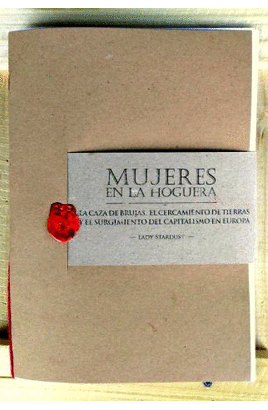 MUJERES
EN LA HOGUERA
LA CAZA DE BRUJAS, EL CERCAMIENTO DE TIERRAS
Y EL SURGIMIENTO DEL CAPITALISMO EN EUROPA
— LADY STARDUST —